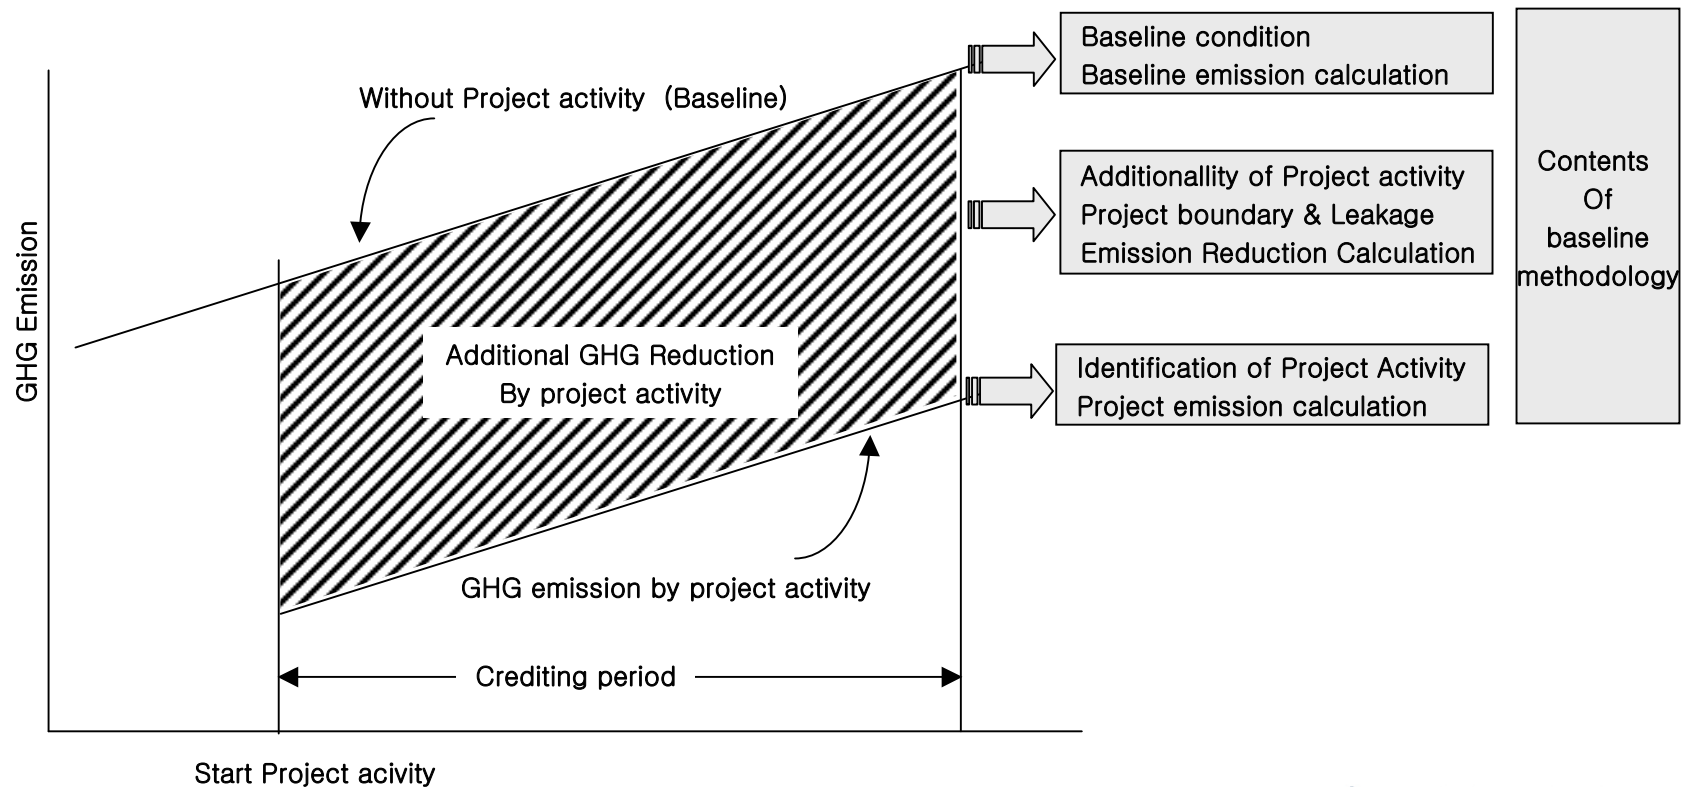 Baseline condition
Baseline emission calculation
Without Project activity (Baseline)
Additionallity of Project activity
Project boundary & Leakage
Emission Reduction Calculation
Contents
Of
baseline
methodology
GHG Emission
Additional GHG Reduction
By project activity
Identification of Project Activity
Project emission calculation
GHG emission by project activity
Crediting period
Start Project acivity